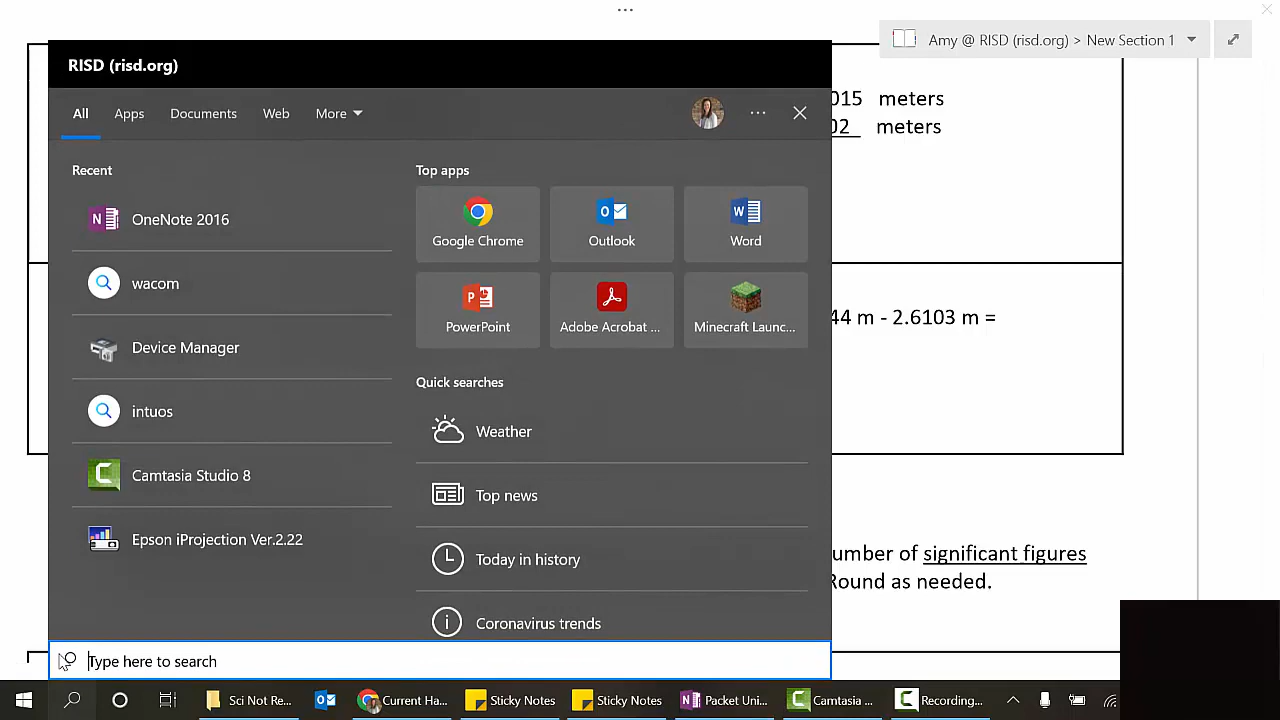 ...
Amy @ RISD (risd.org) > New Section 1
RISD (risd.org)
All Apps Documents Web More ...
015 meters
02 meters
Recent
Top apps
OneNote 2016
wacom
Device Manager
intuos
Camtasia Studio 8
Epson iProjection Ver.2.22
Google Chrome Outlook Word
PowerPoint Adobe Acrobat ... Minecraft Launc...
44 m - 2.6103 m =
Quick searches
Weather
Top news
Today in history
Coronavirus trends
umber of significant figures
Round as needed.
Type here to search
Sci Not Re... Current Ha... Sticky Notes Sticky Notes Packet Uni... Camtasia ... Recording...